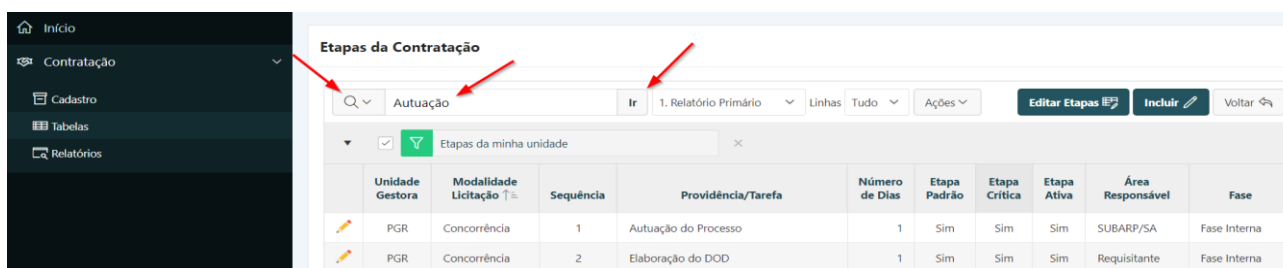 Início
Contratação
Cadastro
Tabelas
Relatórios
Etapas da Contratação
Autuação Ir 1. Relatório Primário Linhas Tudo Ações Editar Etapas Incluir Voltar
Etapas da minha unidade
Unidade Gestora Modalidade Licitação Sequência Providência/Tarefa Número de Dias Etapa Padrão Etapa Crítica Etapa Ativa Área Responsável Fase
PGR Concorrência 1 Autuação do Processo 1 Sim Sim Sim SUBARP/SA Fase Interna
PGR Concorrência 2 Elaboração do DOD 1 Sim Sim Sim Requisitante Fase Interna